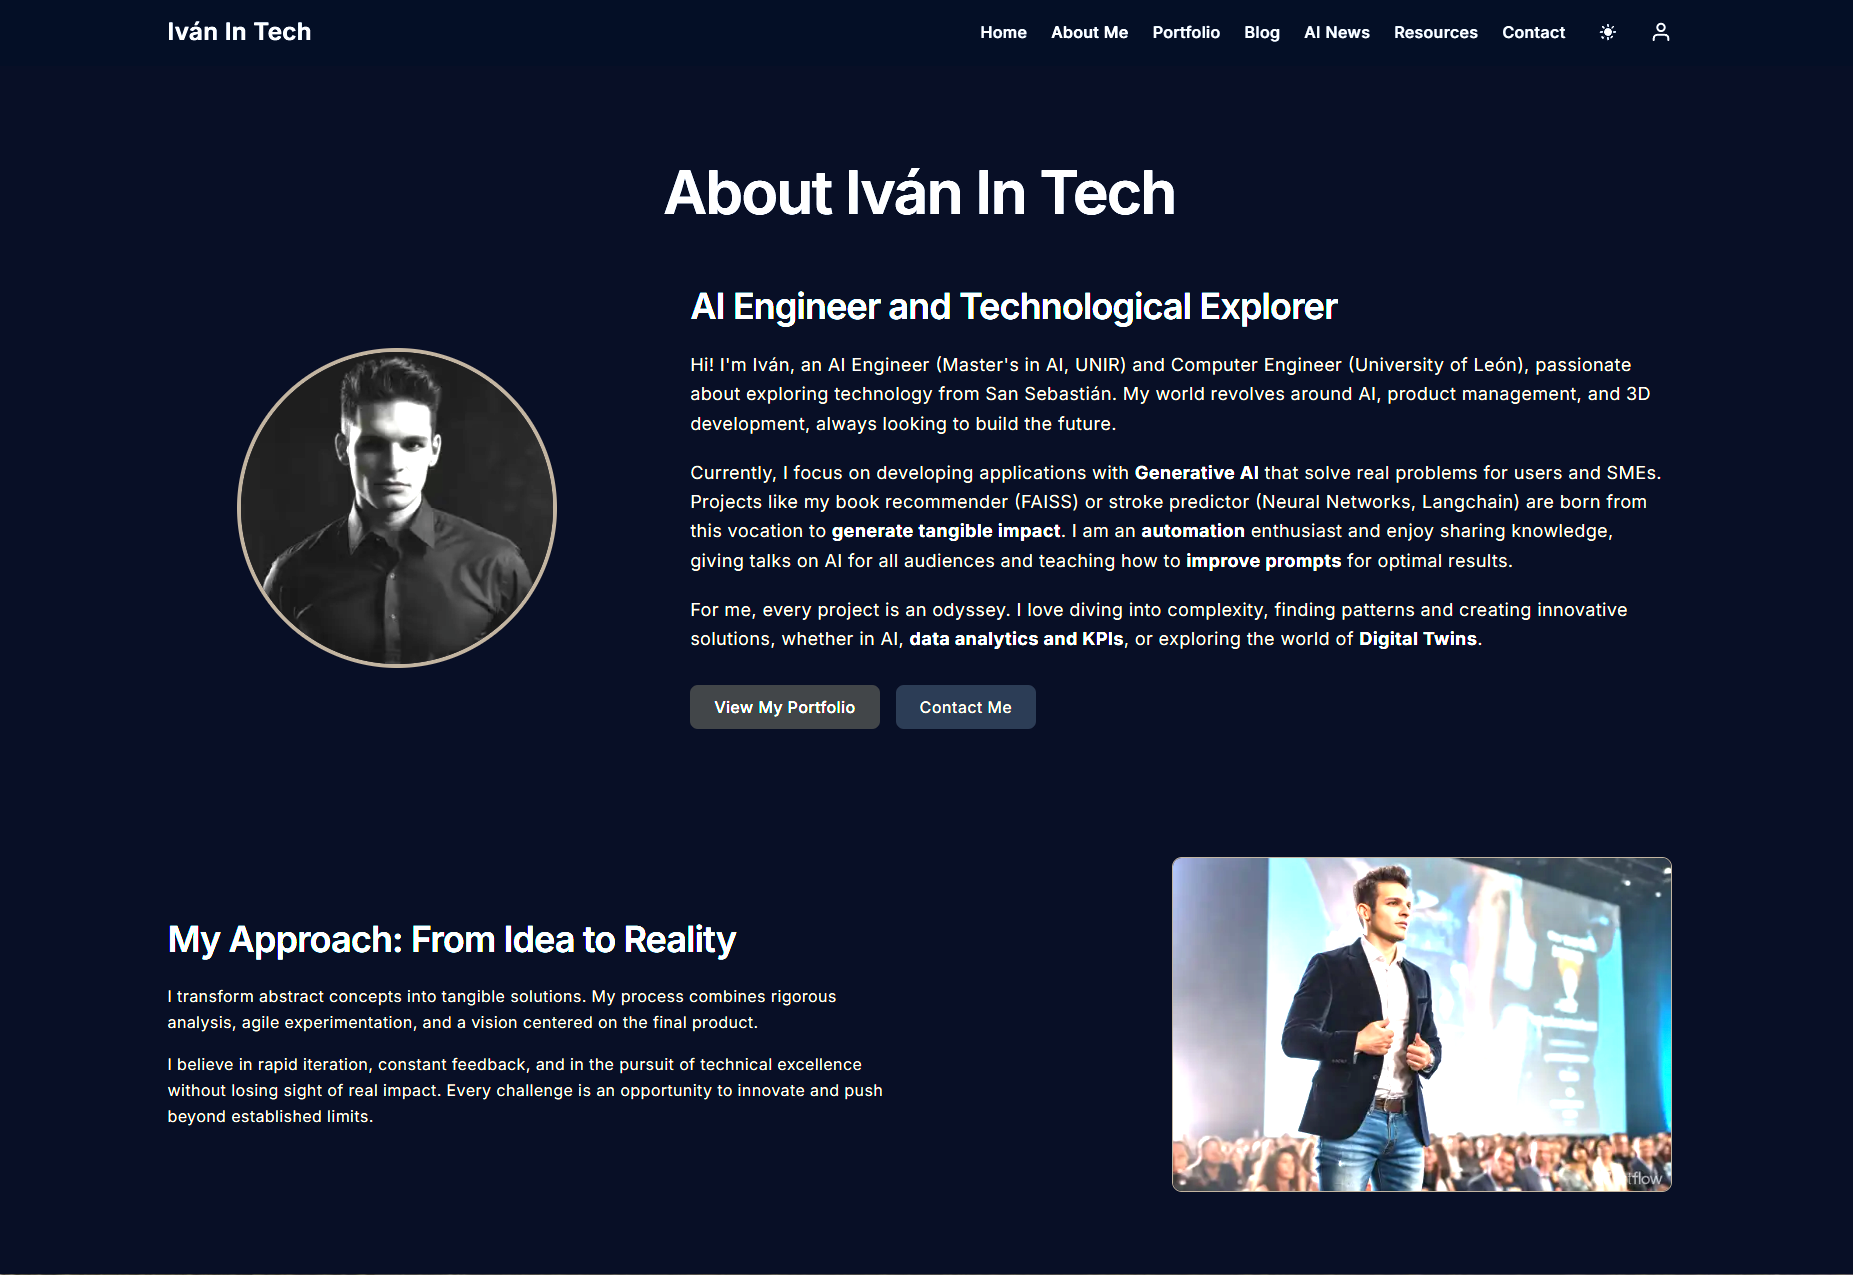 Iván In Tech
Home
About Me
Portfolio
Blog
AI News
Resources
Contact
About Iván In Tech
AI Engineer and Technological Explorer
Hi! I'm Iván, an AI Engineer (Master's in AI, UNIR) and Computer Engineer (University of León), passionate
about exploring technology from San Sebastián. My world revolves around AI, product management, and 3D
development, always looking to build the future.
Currently, I focus on developing applications with Generative AI that solve real problems for users and SMEs.
Projects like my book recommender (FAISS) or stroke predictor (Neural Networks, Langchain) are born from
this vocation to generate tangible impact. I am an automation enthusiast and enjoy sharing knowledge,
giving talks on AI for all audiences and teaching how to improve prompts for optimal results.
For me, every project is an odyssey. I love diving into complexity, finding patterns and creating innovative
solutions, whether in AI, data analytics and KPIs, or exploring the world of Digital Twins.
View My Portfolio
Contact Me
My Approach: From Idea to Reality
I transform abstract concepts into tangible solutions. My process combines rigorous
analysis, agile experimentation, and a vision centered on the final product.
I believe in rapid iteration, constant feedback, and in the pursuit of technical excellence
without losing sight of real impact. Every challenge is an opportunity to innovate and push
beyond established limits.